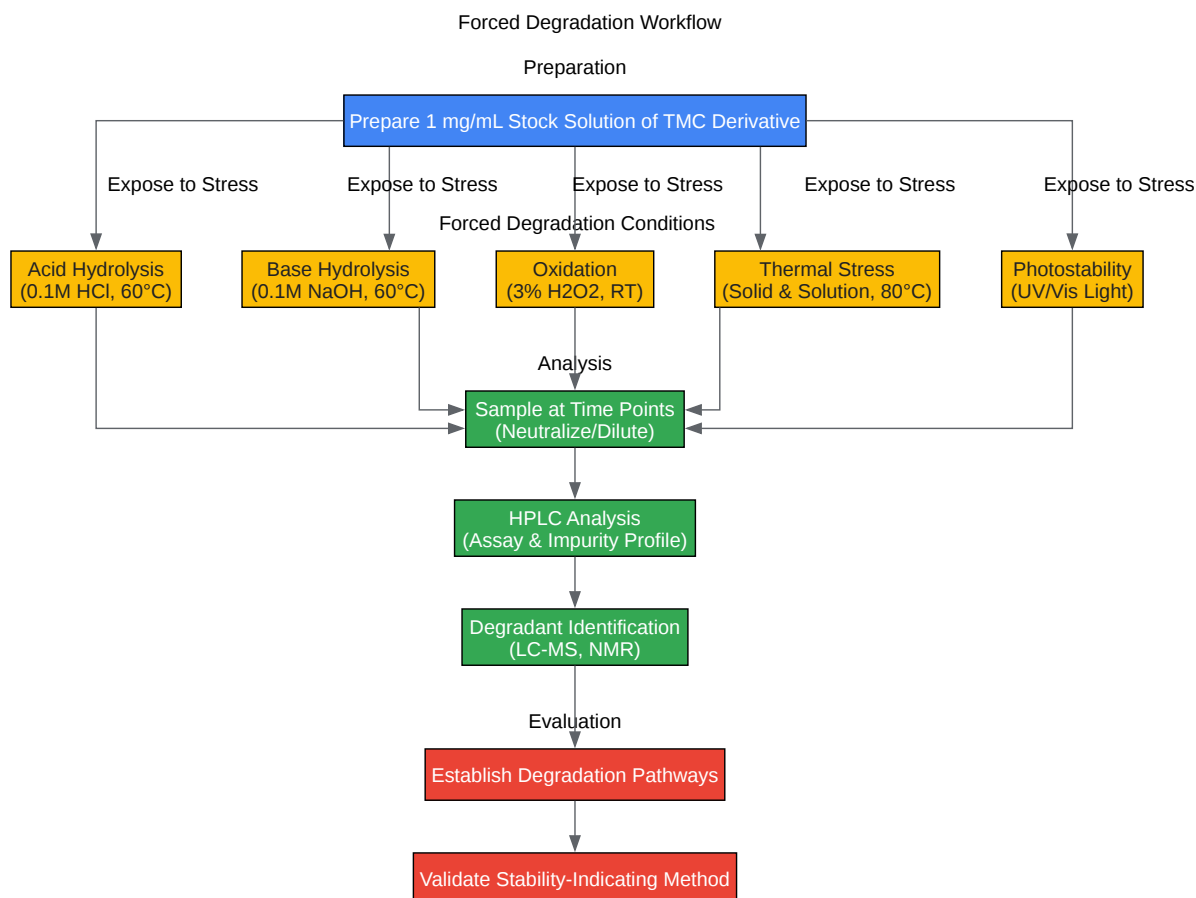 Forced Degradation Workflow
Preparation
Prepare 1 mg/mL Stock Solution of TMC Derivative
Expose to Stress
Expose to Stress
Expose to Stress
Expose to Stress
Expose to Stress
Forced Degradation Conditions
Acid Hydrolysis
(0.1M HCl, 60°C)
Base Hydrolysis
(0.1M NaOH, 60°C)
Oxidation
(3% H2O2, RT)
Thermal Stress
(Solid & Solution, 80°C)
Photostability
(UV/Vis Light)
Analysis
Sample at Time Points
(Neutralize/Dilute)
HPLC Analysis
(Assay & Impurity Profile)
Degradant Identification
(LC-MS, NMR)
Evaluation
Establish Degradation Pathways
Validate Stability-Indicating Method